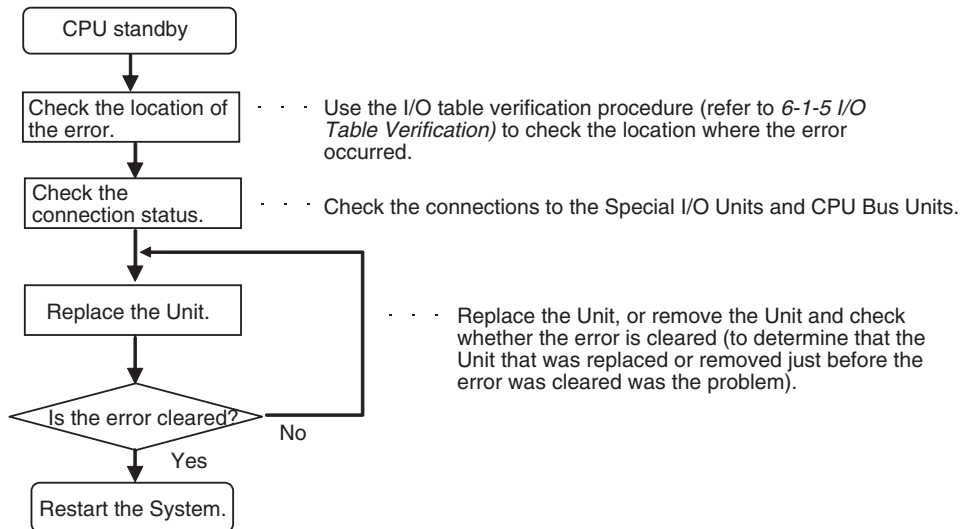 CPU standby
Check the location of
the error.
· · · Use the I/O table verification procedure (refer to 6-1-5 I/O
Table Verification) to check the location where the error
occurred.
Check the
connection status.
· · · Check the connections to the Special I/O Units and CPU Bus Units.
Replace the Unit.
· · · Replace the Unit, or remove the Unit and check
whether the error is cleared (to determine that the
Unit that was replaced or removed just before the
error was cleared was the problem).
Is the error cleared?
No
Yes
Restart the System.